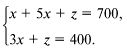 x + 5x + z = 700,
3x + z = 400.